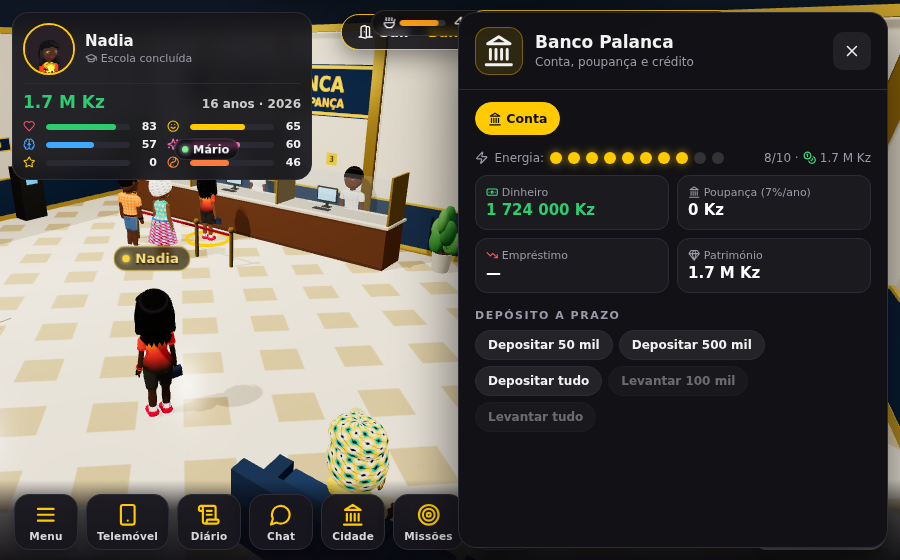 Nadia
Escola concluída
1.7 M Kz
16 anos · 2026
83
65
57
60
0
46
Mário
NCA
PANÇA
3
Nadia
Menu
Telemóvel
Diário
Chat
Cidade
Missões
Banco Palanca
Conta, poupança e crédito
Conta
Energia:
8/10 · 1.7 M Kz
Dinheiro
1 724 000 Kz
Poupança (7%/ano)
0 Kz
Empréstimo
—
Património
1.7 M Kz
DEPÓSITO A PRAZO
Depositar 50 mil
Depositar 500 mil
Depositar tudo
Levantar 100 mil
Levantar tudo